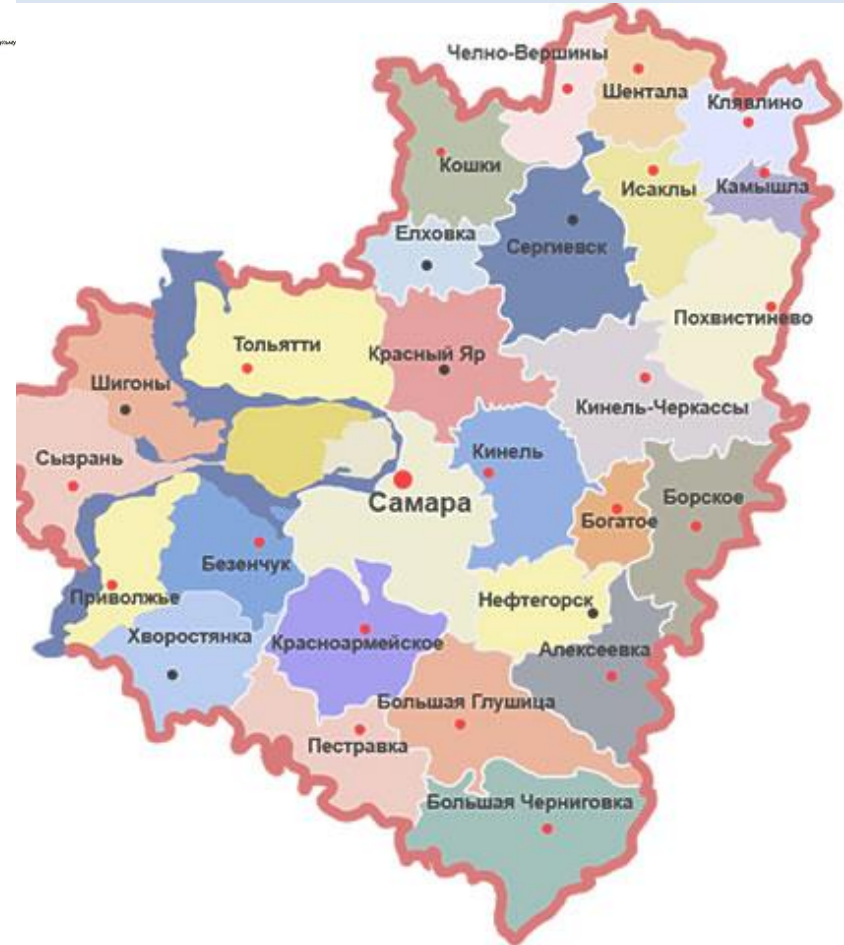 Челно-Вершины
Шентала
Клявлино
Кошки
Исаклы
Камышла
Елховка
Сергиевск
Похвистинево
Тольятти
Красный Яр
Шигоны
Кинель-Черкассы
Сызрань
Кинель
Самара
Борское
Богатое
Безенчук
Приволжье
Нефтегорск
Хворостянка
Красноармейское
Алексеевка
Большая Глушица
Пестравка
Большая Черниговка